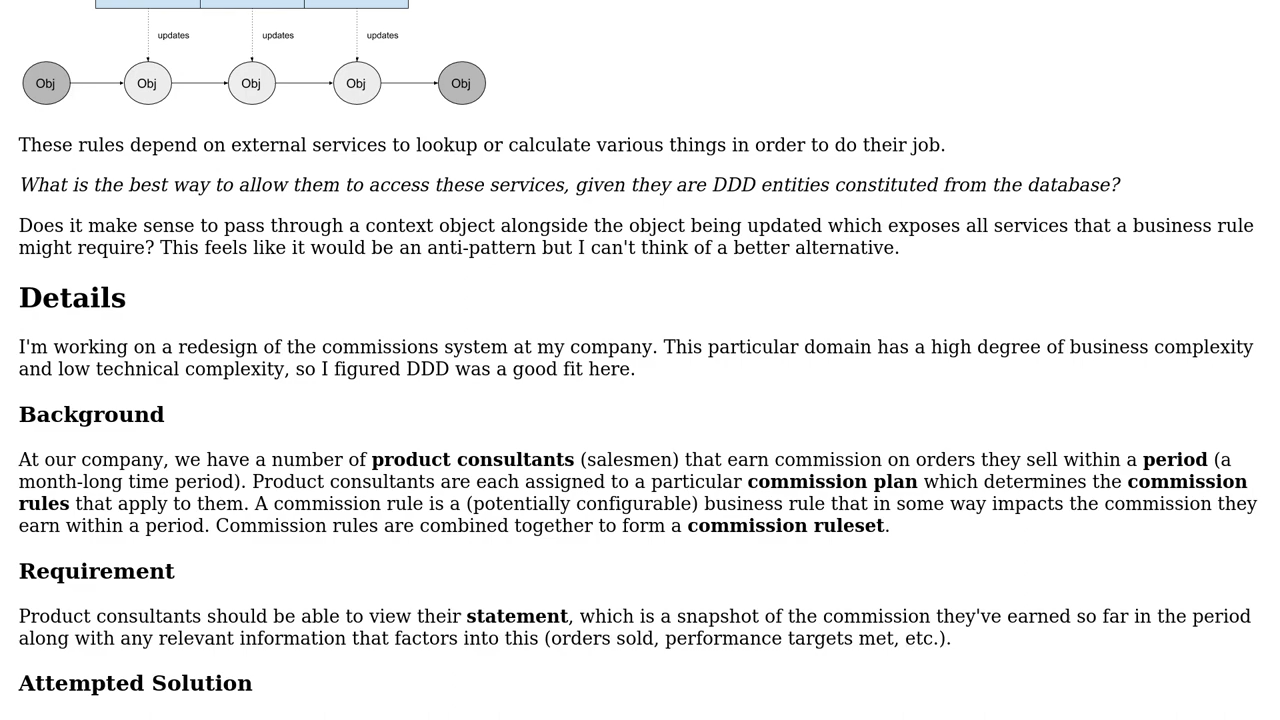 updates updates updates
Obj Obj Obj Obj Obj
These rules depend on external services to lookup or calculate various things in order to do their job.
What is the best way to allow them to access these services, given they are DDD entities constituted from the database?
Does it make sense to pass through a context object alongside the object being updated which exposes all services that a business rule
might require? This feels like it would be an anti-pattern but I can't think of a better alternative.
Details
I'm working on a redesign of the commissions system at my company. This particular domain has a high degree of business complexity
and low technical complexity, so I figured DDD was a good fit here.
Background
At our company, we have a number of product consultants (salesmen) that earn commission on orders they sell within a period (a
month-long time period). Product consultants are each assigned to a particular commission plan which determines the commission
rules that apply to them. A commission rule is a (potentially configurable) business rule that in some way impacts the commission they
earn within a period. Commission rules are combined together to form a commission ruleset.
Requirement
Product consultants should be able to view their statement, which is a snapshot of the commission they've earned so far in the period
along with any relevant information that factors into this (orders sold, performance targets met, etc.).
Attempted Solution